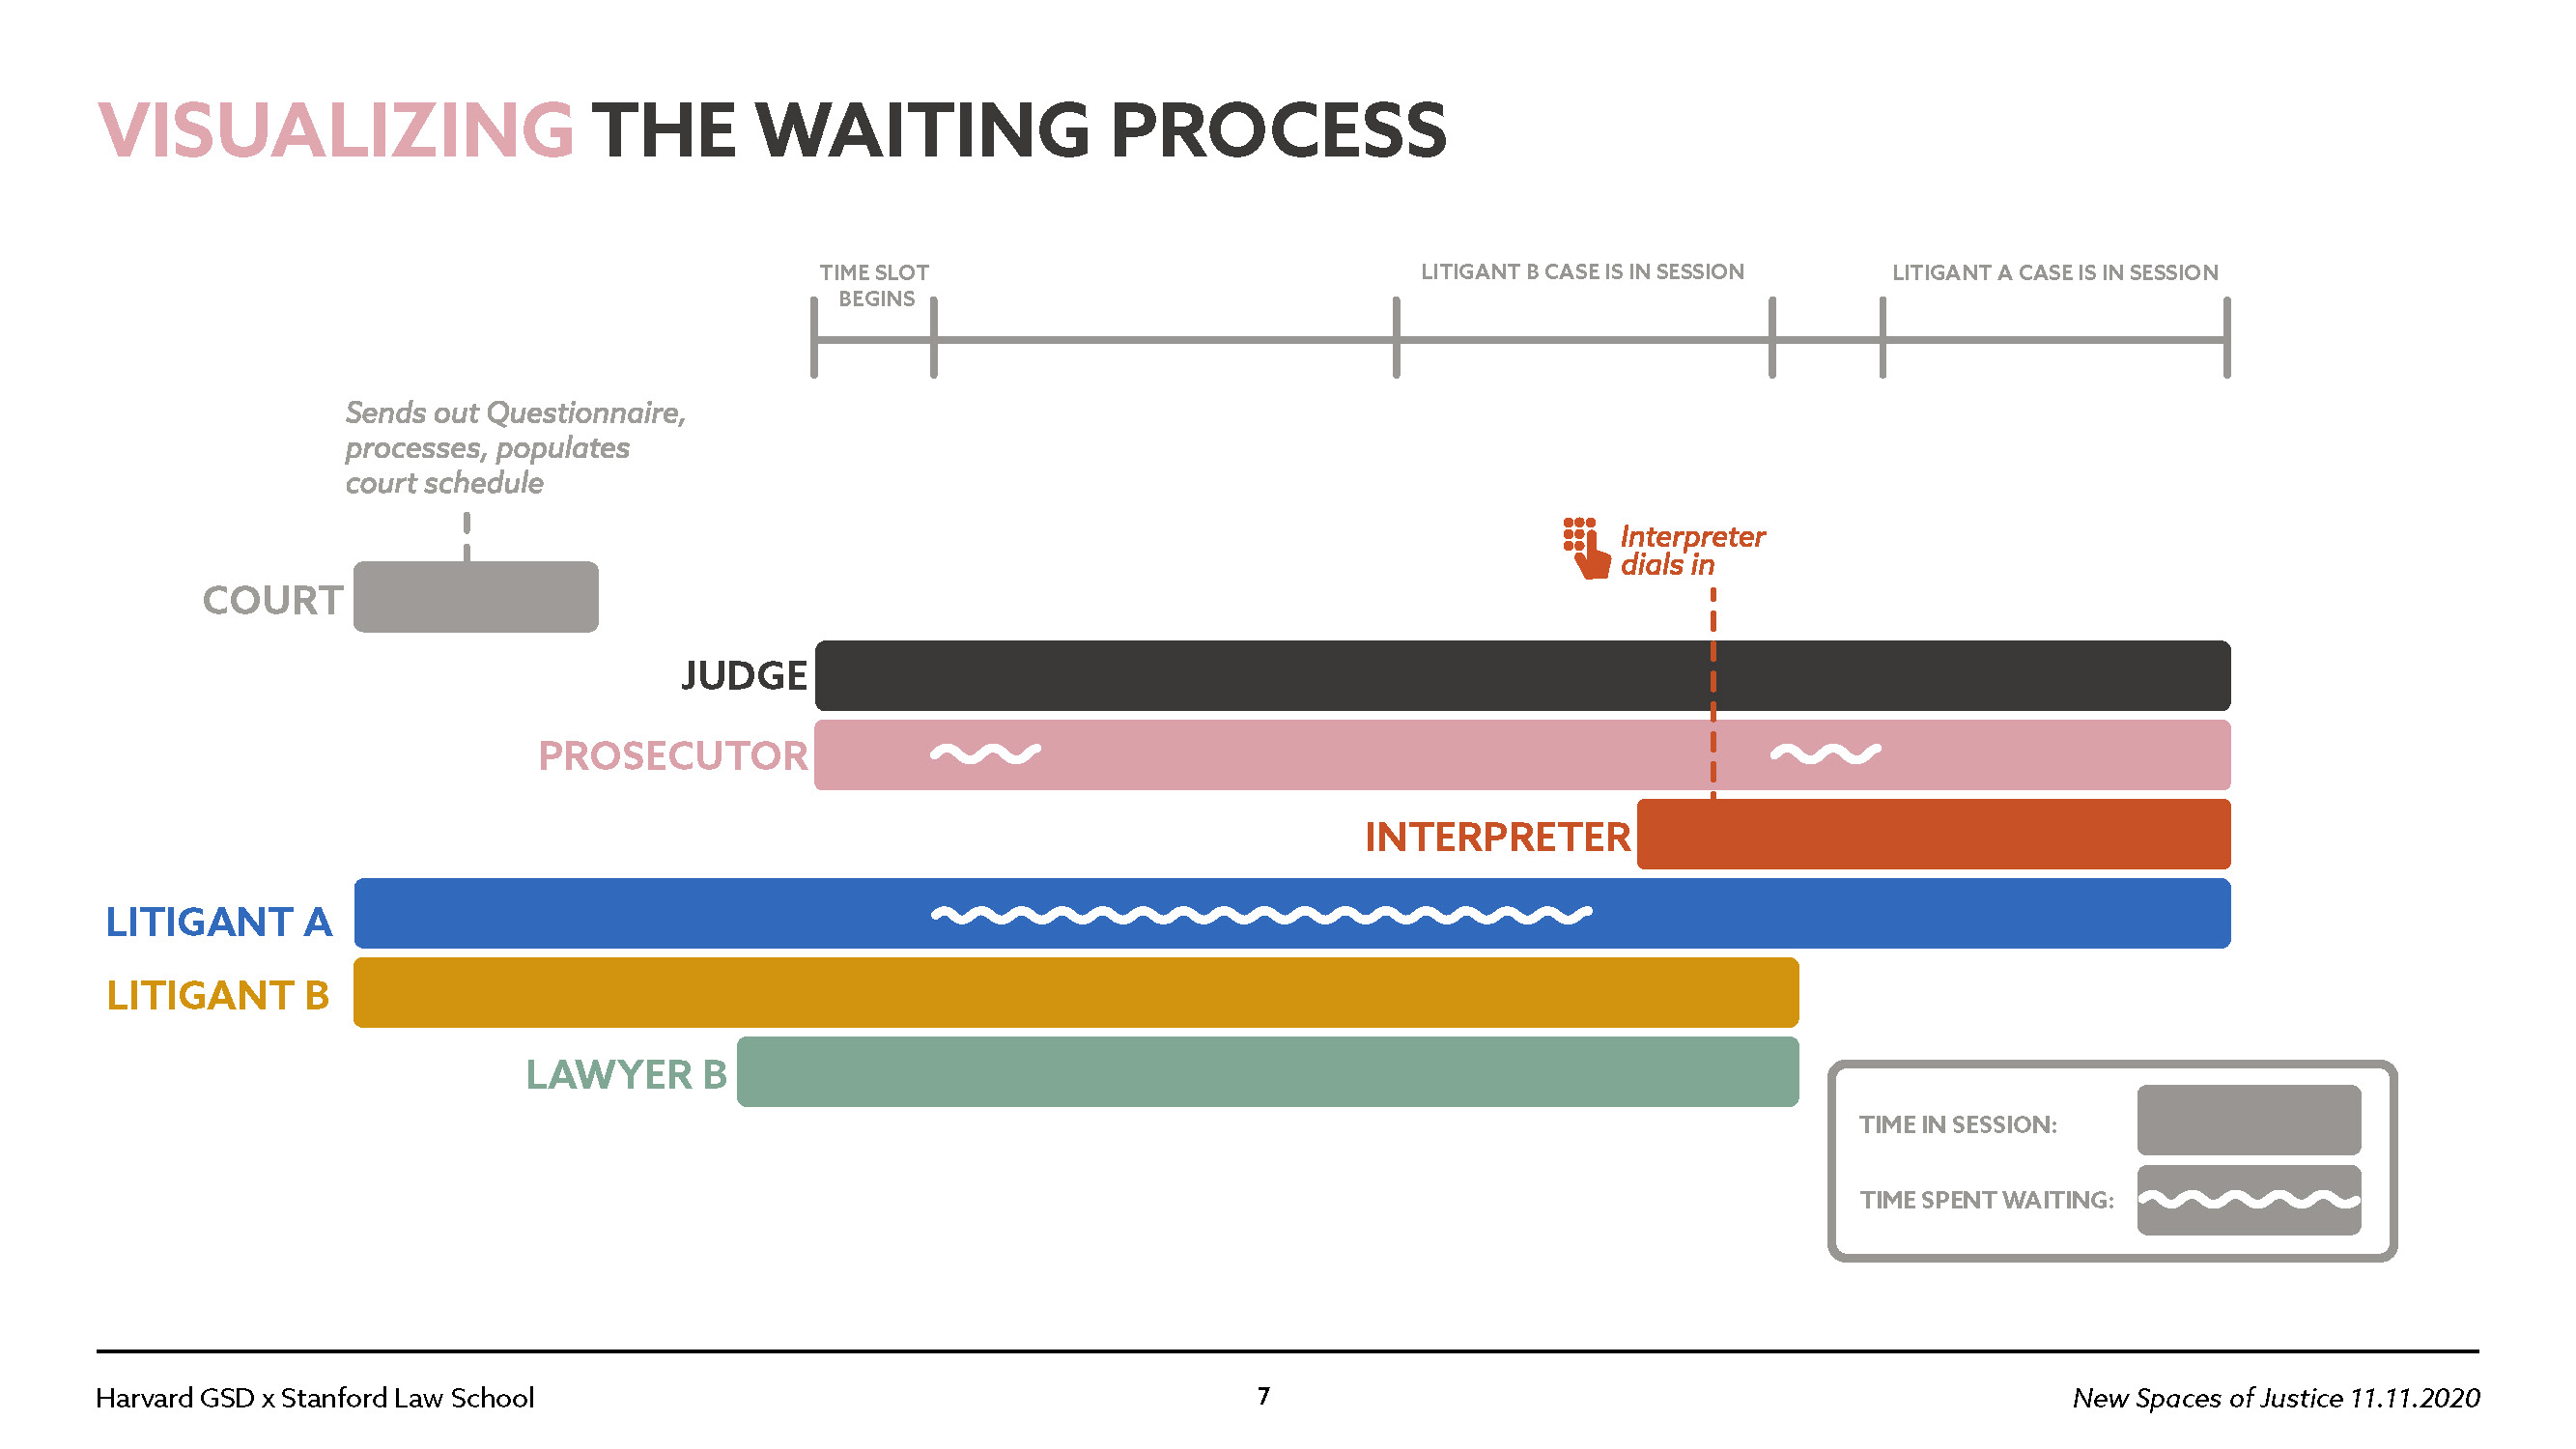 VISUALIZING THE WAITING PROCESS
TIME SLOT
BEGINS
LITIGANT B CASE IS IN SESSION
LITIGANT A CASE IS IN SESSION
Sends out Questionnaire,
processes, populates
court schedule
Interpreter
dials in
COURT
JUDGE
PROSECUTOR
INTERPRETER
LITIGANT A
LITIGANT B
LAWYER B
TIME IN SESSION:
TIME SPENT WAITING:
Harvard GSD x Stanford Law School
7
New Spaces of Justice 11.11.2020